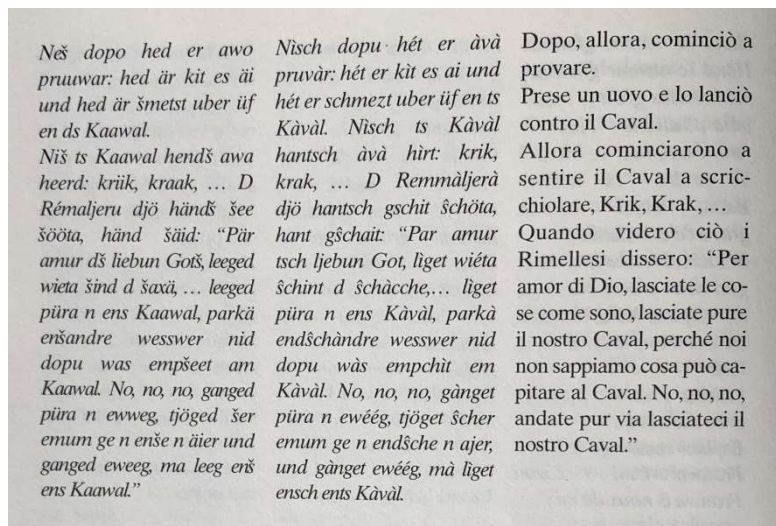 Neš dopo hed er awo
pruuwar: hed är kit es äi
und hed är šmetst uber üf
en ds Kaawal.
Niš ts Kaawal hendš awa
heerd: kriik, kraak, … D
Rémaljeru djö händš šee
šööta, händ šäid: “Pär
amur dš liebun Gotš, leeged
wieta šind d šaxä, … leeged
püra n ens Kaawal, parkä
enšandre wesswer nid
dopu was empšeet am
Kaawal. No, no, no, ganged
püra n ewweg, tjöged šer
emum ge n enše n äier und
ganged eweeg, ma leeg enš
ens Kaawal.”
Nìsch dopu hét er àvà
pruvàr: hét er kìt es ai und
hét er schmezt uber üf en ts
Kàvàl. Nìsch ts Kàvàl
hantsch àvà hìrt: krik,
krak, … D Remmàljerà
djö hantsch gschit ŝchöta,
hant gŝchait: “Par amur
tsch ljebun Got, lìget wiéta
ŝchint d ŝchàcche,… lìget
püra n ens Kàvàl, parkà
endŝchàndre wesswer nid
dopu wàs empchìt em
Kàvàl. No, no, no, gànget
püra n ewéég, tjöget ŝcher
emum ge n endŝche n ajer,
und gànget ewéég, mà lìget
ensch ents Kàvàl.
Dopo, allora, cominciò a
provare.
Prese un uovo e lo lanciò
contro il Caval.
Allora cominciarono a
sentire il Caval a scric-
chiolare, Krik, Krak, …
Quando videro ciò i
Rimellesi dissero: “Per
amor di Dio, lasciate le co-
se come sono, lasciate pure
il nostro Caval, perché noi
non sappiamo cosa può ca-
pitare al Caval. No, no, no,
andate pur via lasciateci il
nostro Caval.”